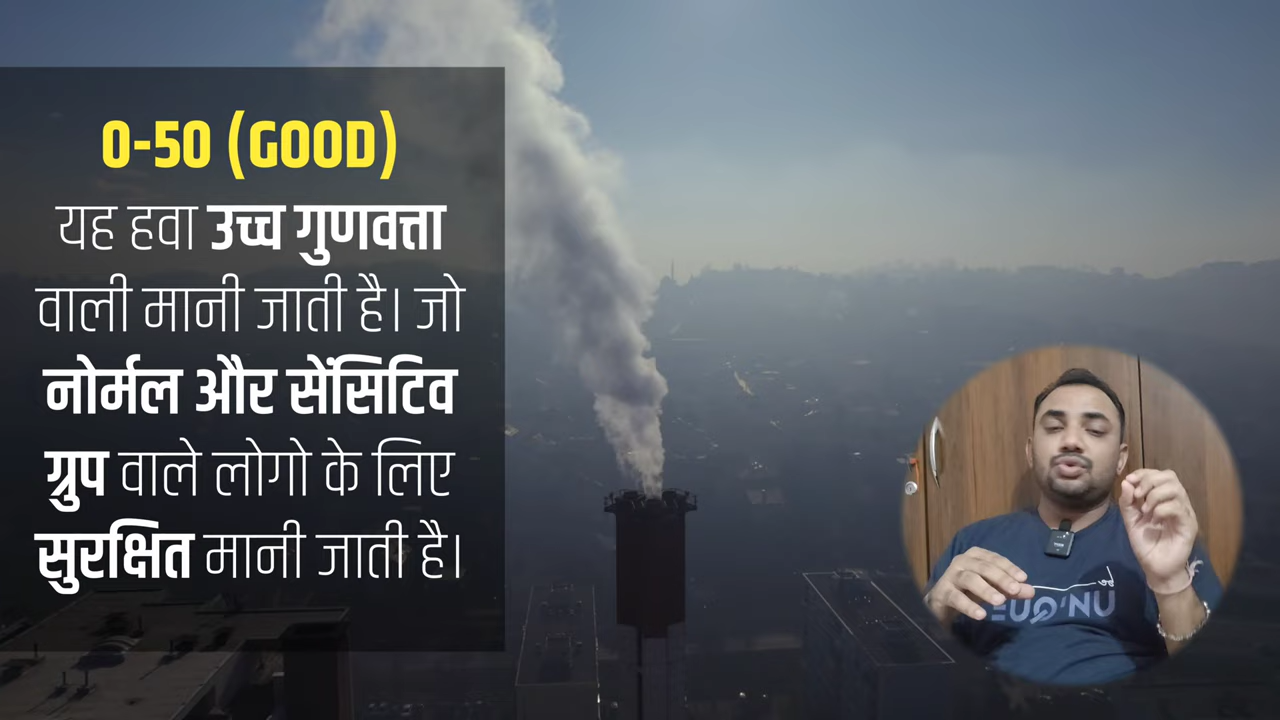 0-50 (GOOD)
यह हवा उच्च गुणवत्ता
वाली मानी जाती है। जो
नोर्मल और सेंसिटिव
ग्रुप वाले लोगो के लिए
सुरक्षित मानी जाती है।